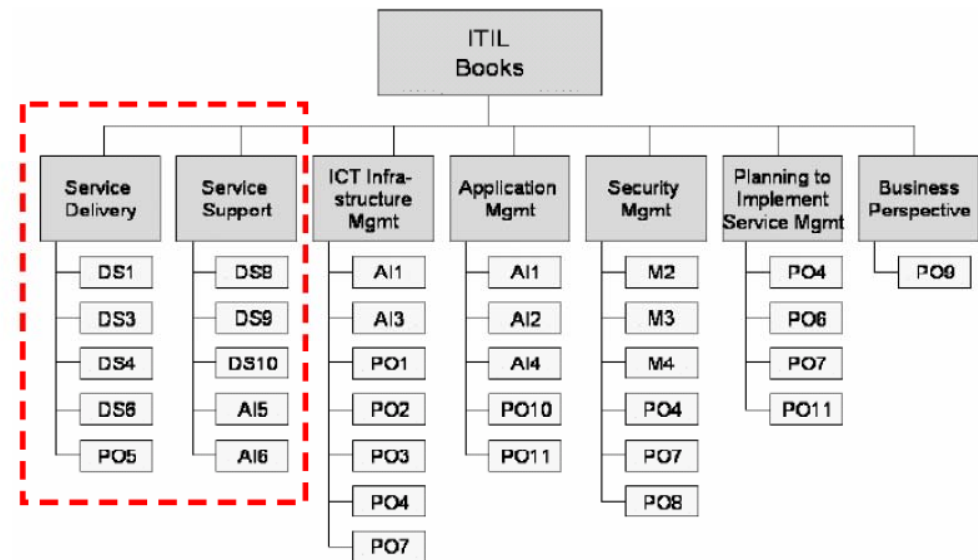 ITIL
Books
Service
Delivery
DS1
DS3
DS4
DS6
PO5
Service
Support
DS8
DS9
DS10
AI5
AI6
ICT Infra-
structure
Mgmt
AI1
AI3
PO1
PO2
PO3
PO4
PO7
Application
Mgmt
AI1
AI2
AI4
PO10
PO11
Security
Mgmt
M2
M3
M4
PO4
PO7
PO8
Planning to
Implement
Service Mgmt
PO4
PO6
PO7
PO11
Business
Perspective
PO9